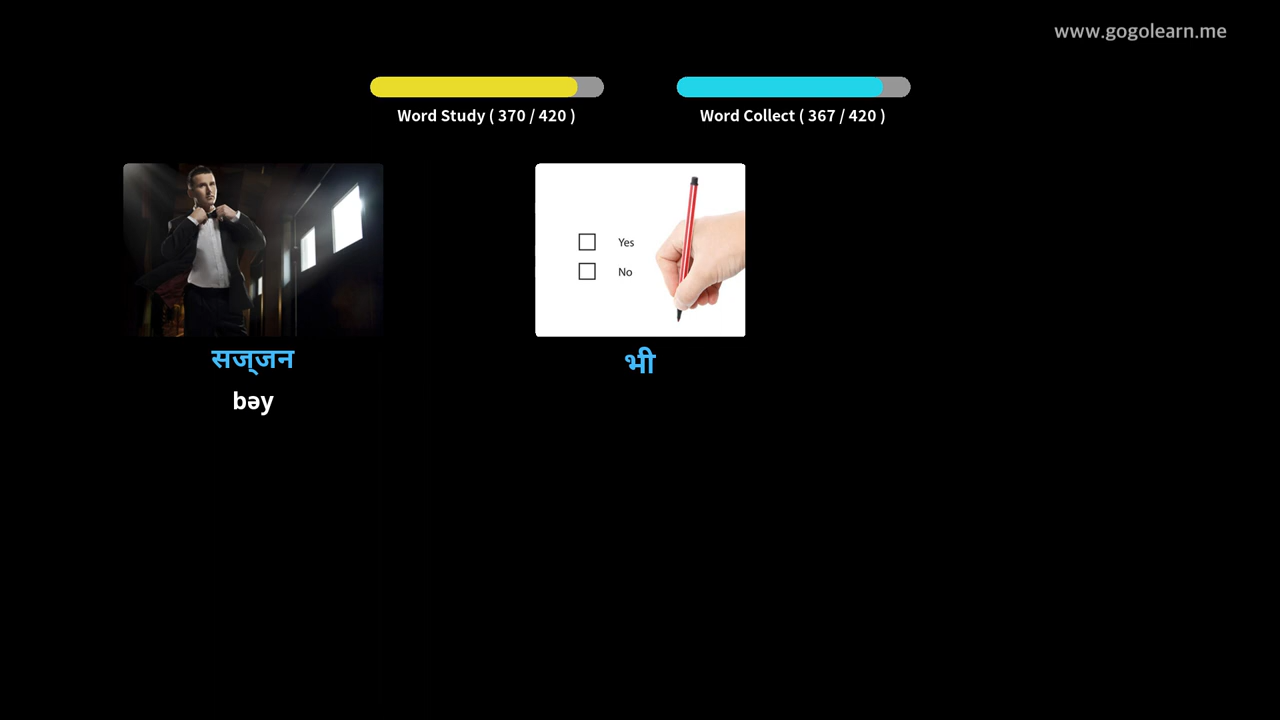 www.gogolearn.me
Word Study ( 370 / 420 )
Word Collect ( 367 / 420 )
Yes
No
सज्‌जन
भी
bəy